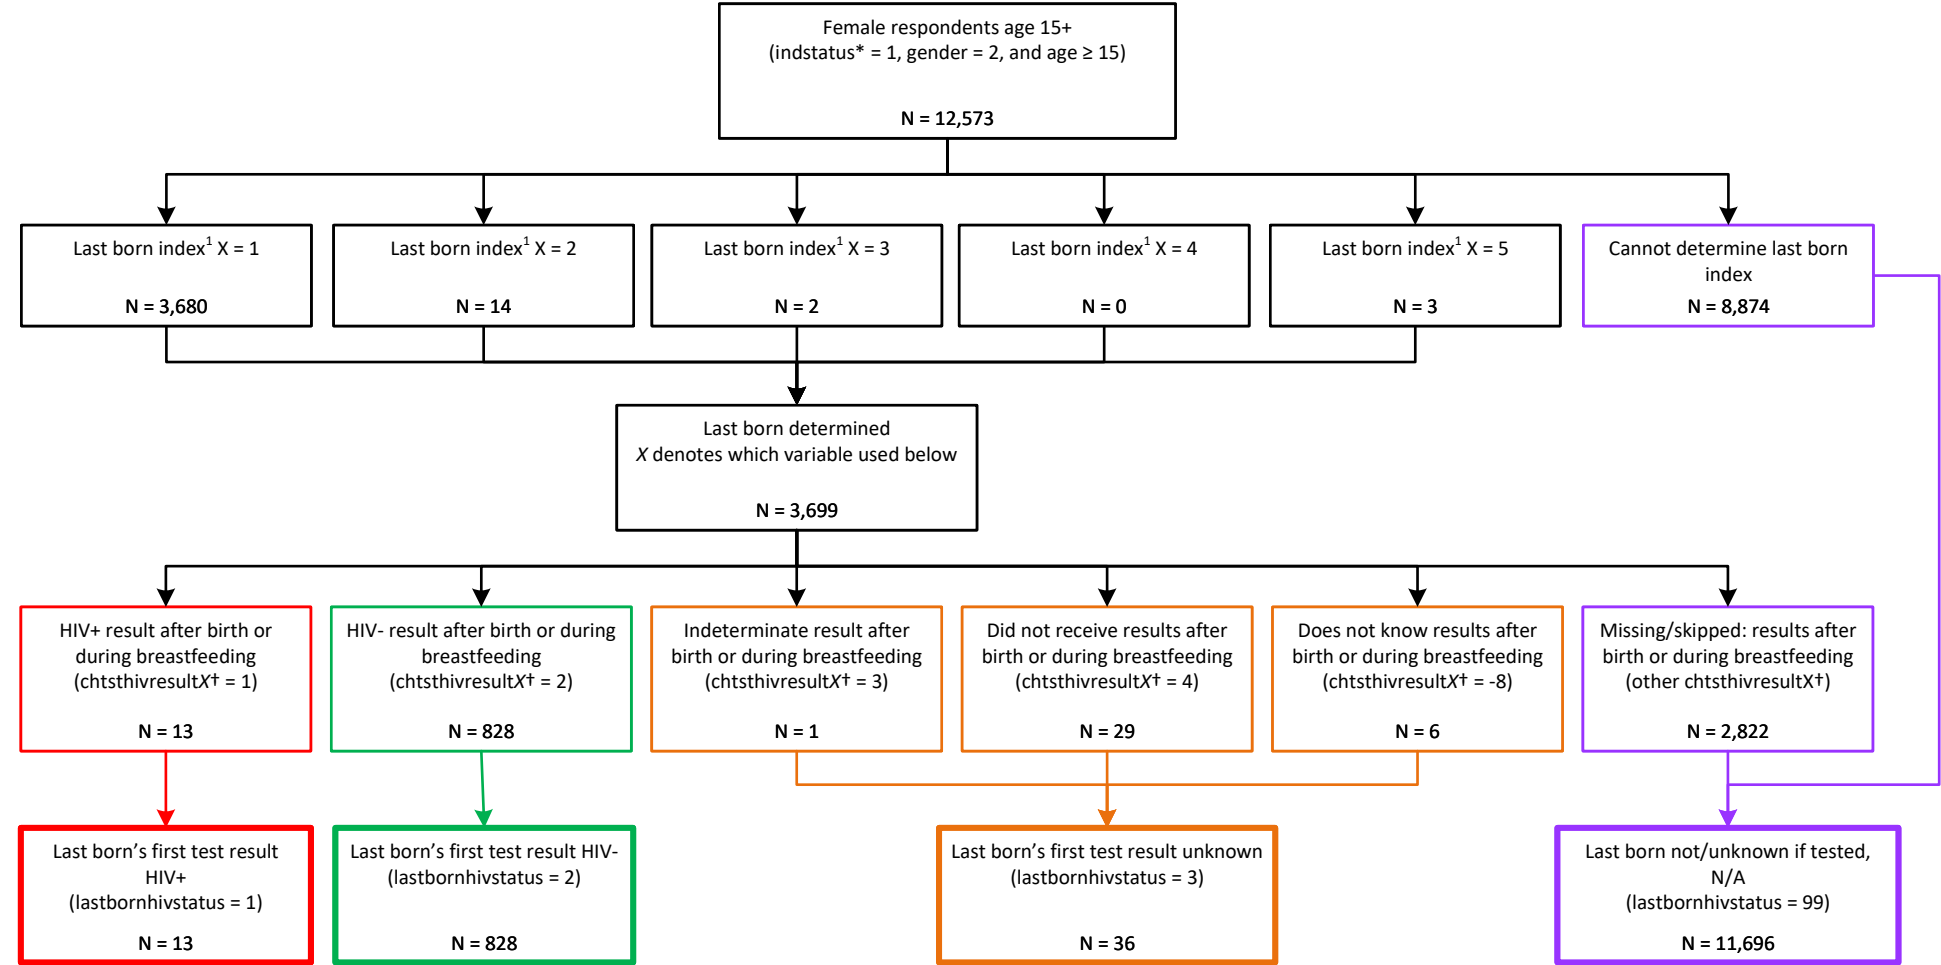 Female respondents age 15+
(indstatus* = 1, gender = 2, and age ≥ 15)
N = 12,573
Last born index¹ X = 1
N = 3,680
Last born index¹ X = 2
N = 14
Last born index¹ X = 3
N = 2
Last born index¹ X = 4
N = 0
Last born index¹ X = 5
N = 3
Cannot determine last born
index
N = 8,874
Last born determined
X denotes which variable used below
N = 3,699
HIV+ result after birth or
during breastfeeding
(chtsthivresultX† = 1)
N = 13
HIV- result after birth or during
breastfeeding
(chtsthivresultX† = 2)
N = 828
Indeterminate result after
birth or during breastfeeding
(chtsthivresultX† = 3)
N = 1
Did not receive results after
birth or during breastfeeding
(chtsthivresultX† = 4)
N = 29
Does not know results after
birth or during breastfeeding
(chtsthivresultX† = -8)
N = 6
Missing/skipped: results after
birth or during breastfeeding
(other chtsthivresultX†)
N = 2,822
Last born’s first test result
HIV+
(lastbornhivstatus = 1)
N = 13
Last born’s first test result HIV-
(lastbornhivstatus = 2)
N = 828
Last born’s first test result unknown
(lastbornhivstatus = 3)
N = 36
Last born not/unknown if tested,
N/A
(lastbornhivstatus = 99)
N = 11,696